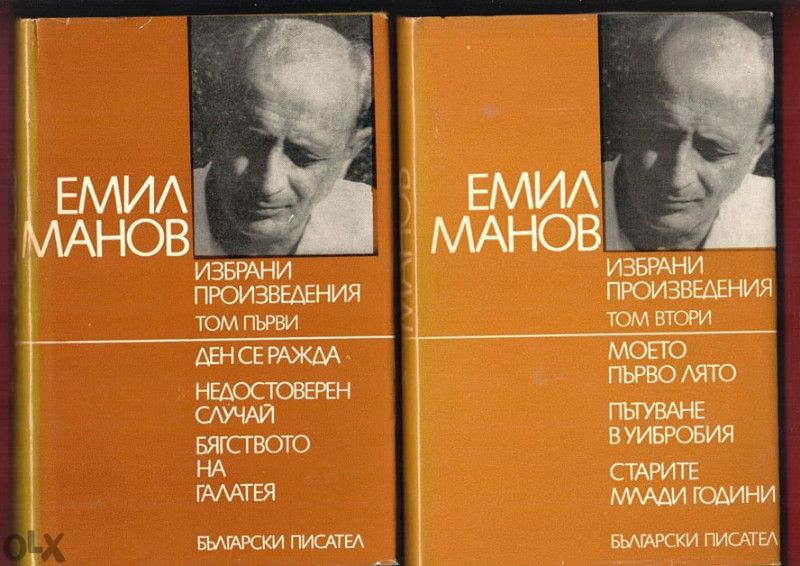 ЕМИЛ
МАНОВ
ИЗБРАНИ
ПРОИЗВЕДЕНИЯ
ТОМ ПЪРВИ
ДЕН СЕ РАЖДА
НЕДОСТОВЕРЕН
СЛУЧАЙ
БЯГСТВОТО
НА
ГАЛАТЕЯ
БЪЛГАРСКИ ПИСАТЕЛ
ЕМИЛ
МАНОВ
ИЗБРАНИ
ПРОИЗВЕДЕНИЯ
ТОМ ВТОРИ
МОЕТО
ПЪРВО ЛЯТО
ПЪТУВАНЕ
В УИБРОБИЯ
СТАРИТЕ
МЛАДИ ГОДИНИ
БЪЛГАРСКИ ПИСАТЕЛ
OLX